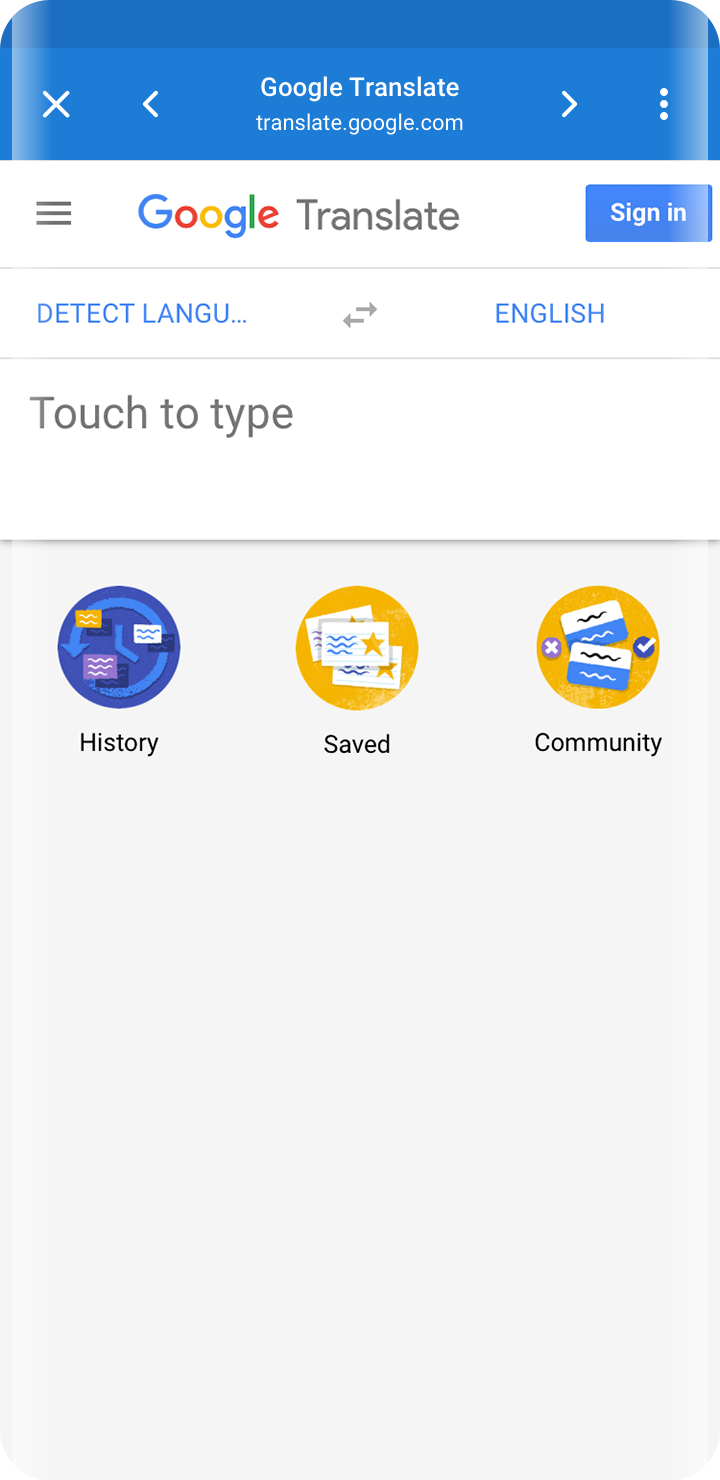 Google Translate
translate.google.com
Google Translate
Sign in
DETECT LANGU...
ENGLISH
Touch to type
History
Saved
Community